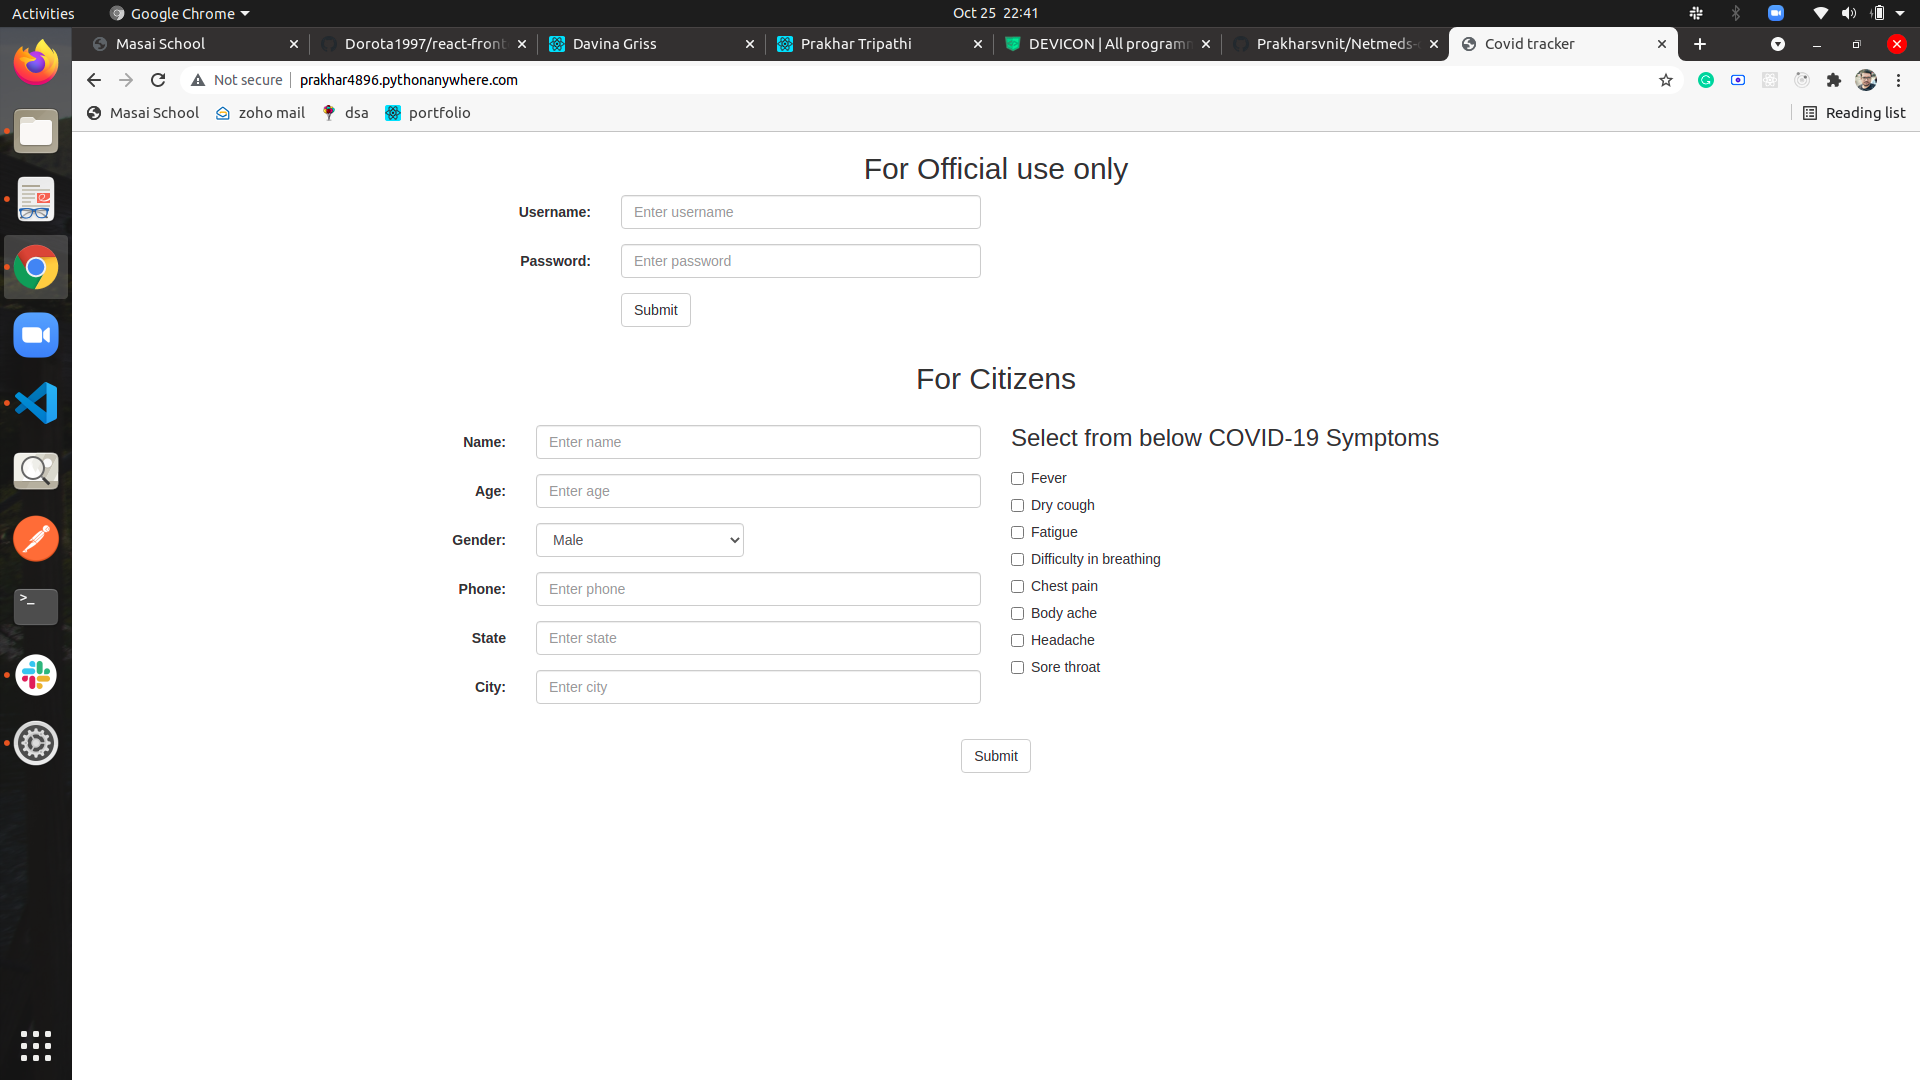 Activities
Google Chrome
Oct 25 22:41
Masai School
Dorota1997/react-front
Davina Griss
Prakhar Tripathi
DEVICON | All programm
Prakharsvnit/Netmeds-
Covid tracker
Not secure
prakhar4896.pythonanywhere.com
Masai School
zoho mail
dsa
portfolio
Reading list
For Official use only
Username:
Enter username
Password:
Enter password
Submit
For Citizens
Name:
Enter name
Age:
Enter age
Gender:
Male
Phone:
Enter phone
State
Enter state
City:
Enter city
Select from below COVID-19 Symptoms
Fever
Dry cough
Fatigue
Difficulty in breathing
Chest pain
Body ache
Headache
Sore throat
Submit